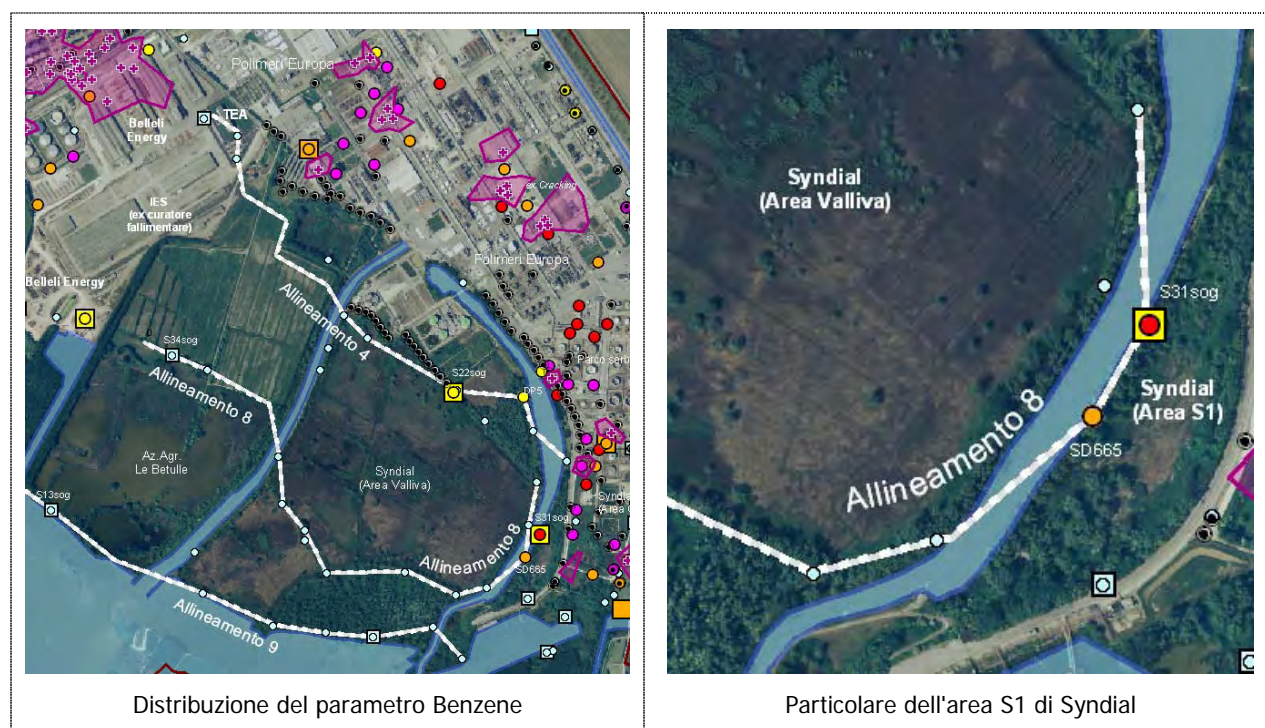 Polimeri Europa
Belleli
Energy
TEA
ex Cracking
IES
(ex curatore
fallimentare)
Polimeri Europa
Belleli Energy
Allineamento 4
S34sog
Allineamento 8
S22sog
DP5
Parco serb
Az.Agr.
Le Betulle
Syndial
(Area Valliva)
S13sog
Allineamento 8
S31sog
SD665
Allineamento 9
Distribuzione del parametro Benzene
Syndial
(Area Valliva)
S31sog
Syndial
(Area S1)
Allineamento 8
SD665
Particolare dell'area S1 di Syndial